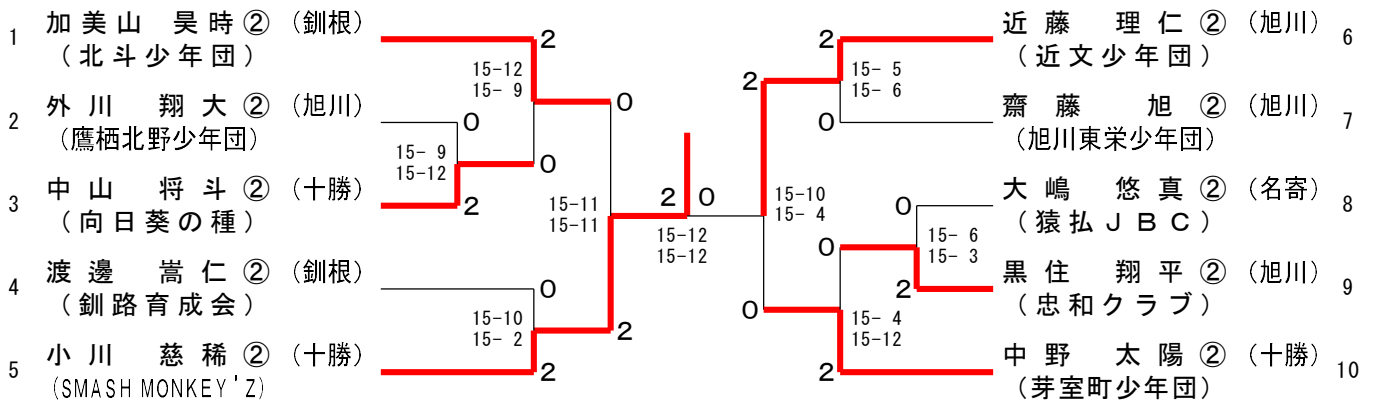 1 加美山 昊時② (釧根)
(北斗少年団)
2 外川 翔大② (旭川)
(鷹栖北野少年団)
3 中山 将斗② (十勝)
(向日葵の種)
4 渡邊 嵩仁② (釧根)
(釧路育成会)
5 小川 慈稀② (十勝)
(SMASH MONKEY'Z)
2
15-12
15- 9
0
0
15- 9
15-12
0
2
15-11
15-11
0
15-10
15- 2
2
2
2 0
15-12
15-12
2
15- 5
15- 6
2
0
15-10
15- 4
0
15- 6
15- 3
0
2
0
15- 4
15-12
2
近藤 理仁② (旭川) 6
(近文少年団)
齋藤 旭② (旭川) 7
(旭川東栄少年団)
大嶋 悠真② (名寄) 8
(猿払JBC)
黒住 翔平② (旭川) 9
(忠和クラブ)
中野 太陽② (十勝) 10
(芽室町少年団)